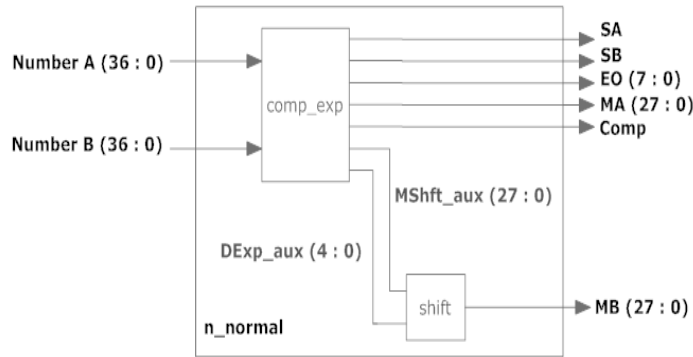 SA
SB
Number A (36 : 0)
EO (7 : 0)
comp_exp
MA (27 : 0)
Comp
Number B (36 : 0)
MShft_aux (27 : 0)
DExp_aux (4 : 0)
shift
MB (27 : 0)
n_normal